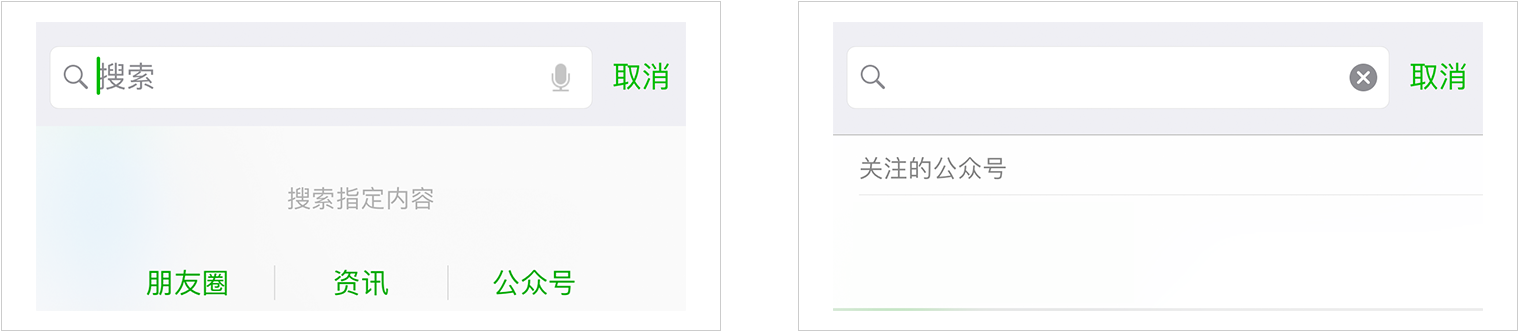 搜索
取消
搜索指定内容
朋友圈 资讯 公众号
取消
关注的公众号